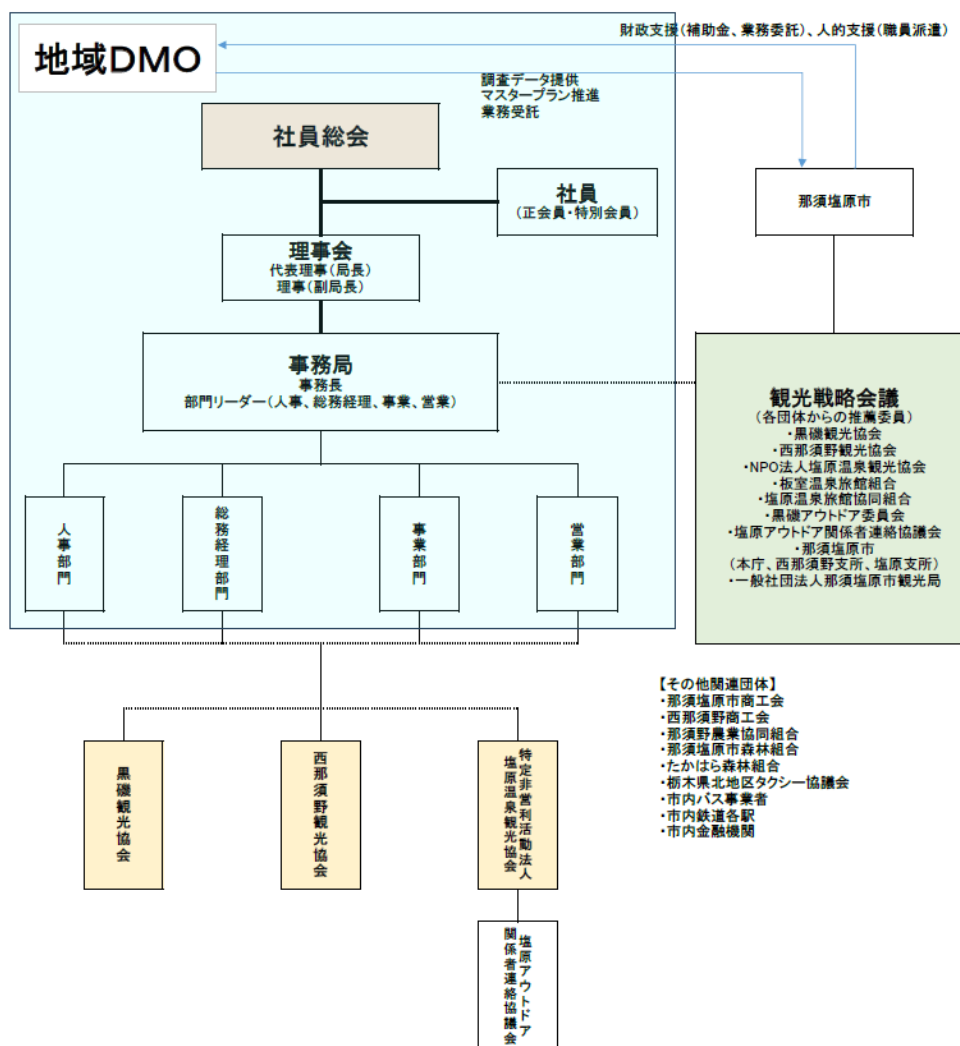 財政支援(補助金、業務委託)、人的支援(職員派遣)
地域DMO
調査データ提供
マスタープラン推進
業務受託
社員総会
社員
(正会員・特別会員)
那須塩原市
理事会
代表理事(局長)
理事(副局長)
事務局
事務長
部門リーダー(人事、総務経理、事業、営業)
観光戦略会議
(各団体からの推薦委員)
・黒磯観光協会
・西那須野観光協会
・NPO法人塩原温泉観光協会
・板室温泉旅館組合
・塩原温泉旅館協同組合
・黒磯アウトドア委員会
・塩原アウトドア関係者連絡協議会
・那須塩原市
(本庁、西那須野支所、塩原支所)
・一般社団法人那須塩原市観光局
人事部門
総務経理部門
事業部門
営業部門
【その他関連団体】
・那須塩原市商工会
・西那須野商工会
・那須野農業協同組合
・那須塩原市森林組合
・たかはら森林組合
・栃木県北地区タクシー協議会
・市内バス事業者
・市内鉄道各駅
・市内金融機関
黒磯観光協会
西那須野観光協会
特定非営利活動法人
塩原温泉観光協会
塩原アウトドア
関係者連絡協議会